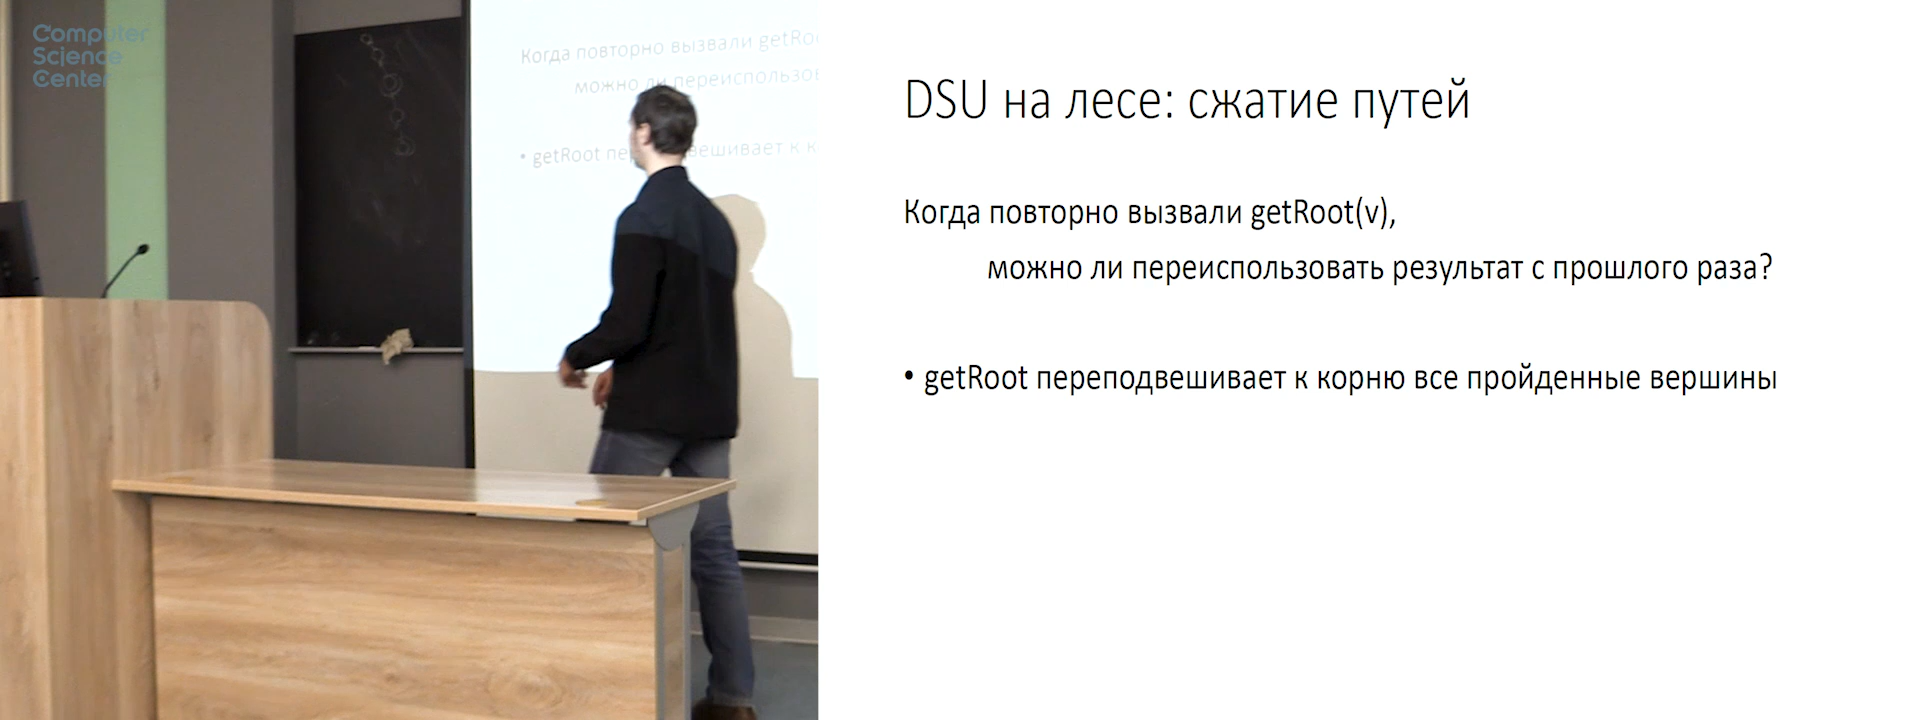 Computer
Science
Center
Когда повторно вызвали getRo
можно ли переиспользов
• getRoot пе
вешивает к к
DSU на лесе: сжатие путей
Когда повторно вызвали getRoot(v),
можно ли переиспользовать результат с прошлого раза?
• getRoot переподвешивает к корню все пройденные вершины